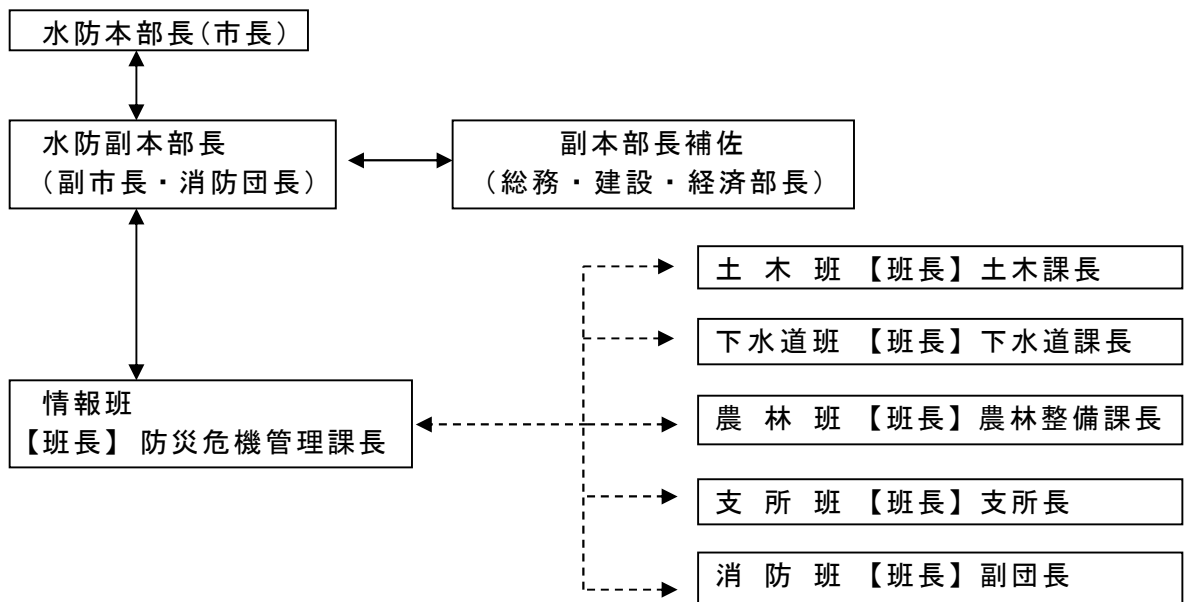 水防本部長（市長）
水防副本部長
（副市長・消防団長）
副本部長補佐
（総務・建設・経済部長）
土 木 班 【班長】土木課長
下水道班 【班長】下水道課長
情報班
【班長】 防災危機管理課長
農 林 班 【班長】農林整備課長
支 所 班 【班長】支所長
消 防 班 【班長】副団長